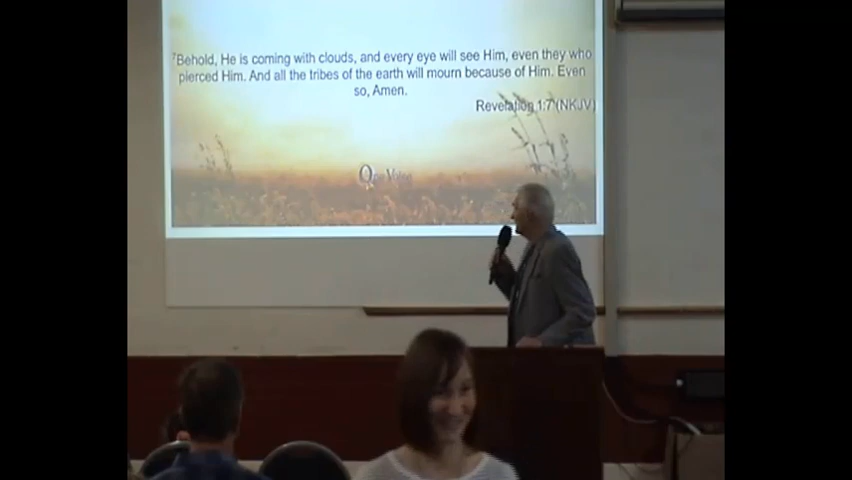 ⁷Behold, He is coming with clouds, and every eye will see Him, even they who
pierced Him. And all the tribes of the earth will mourn because of Him. Even
so, Amen.
Revelation 1:7 (NKJV)